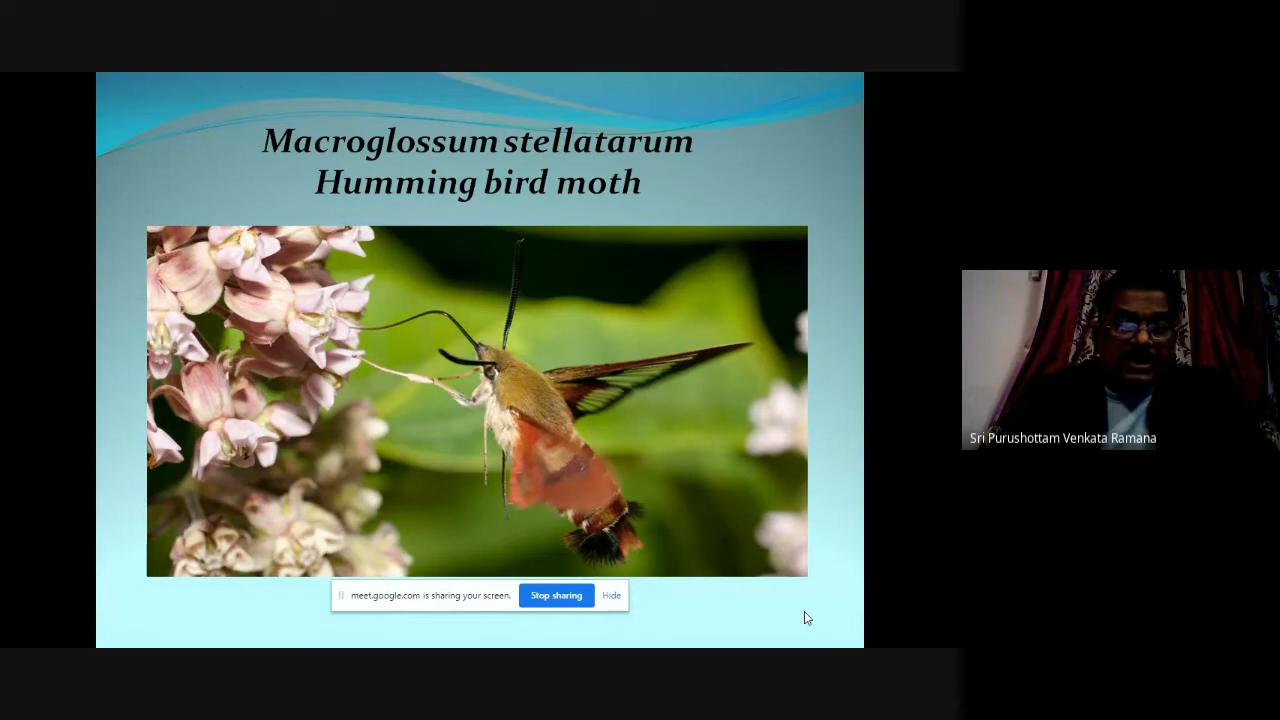 Macroglossum stellatarum
Humming bird moth
meet.google.com is sharing your screen. Stop sharing Hide
Sri Purushottam Venkata Ramana